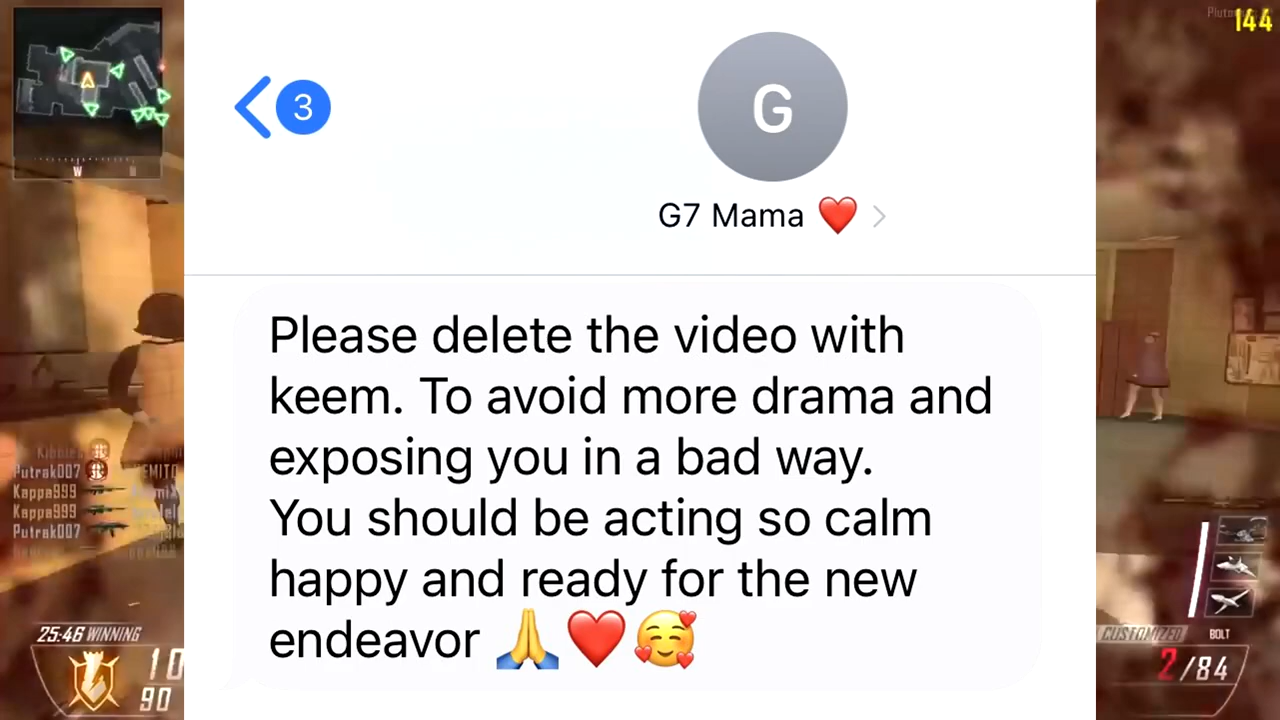 144
3
G
G7 Mama ❤️
W
Please delete the video with
keem. To avoid more drama and
exposing you in a bad way.
You should be acting so calm
happy and ready for the new
endeavor 🙏❤️🥰
Putrak007
Kappa999
Kappa999
Putrak007
25:46 WINNING
10
90
CUSTOMIZED
BOLT
2/84